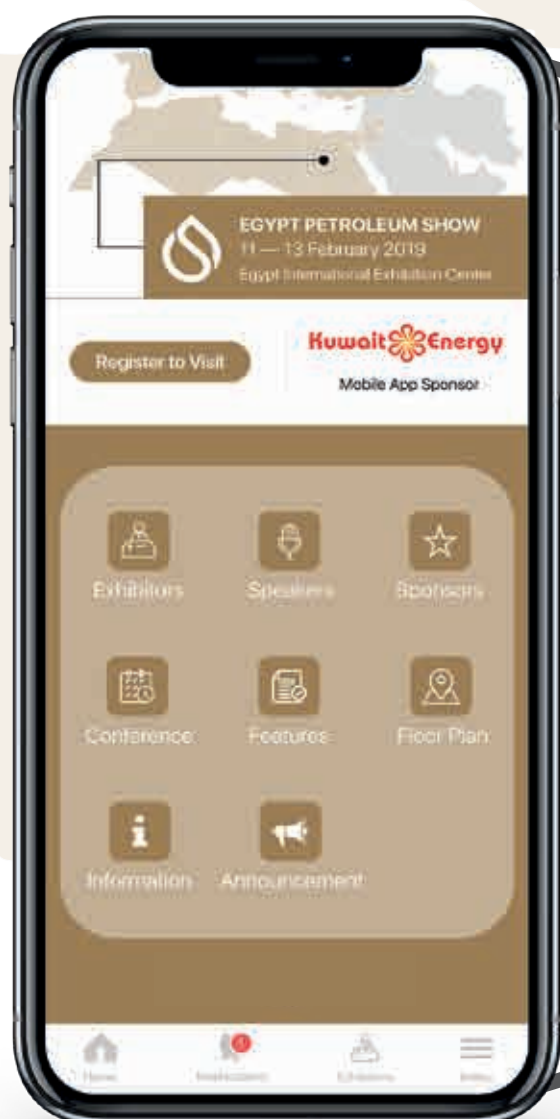 EGYPT PETROLEUM SHOW
11 — 13 February 2019
Egypt International Exhibition Center
Register to Visit
Kuwait Energy
Mobile App Sponsor
Exhibitors
Speakers
Sponsors
Conference
Features
Floor Plan
Information
Announcement